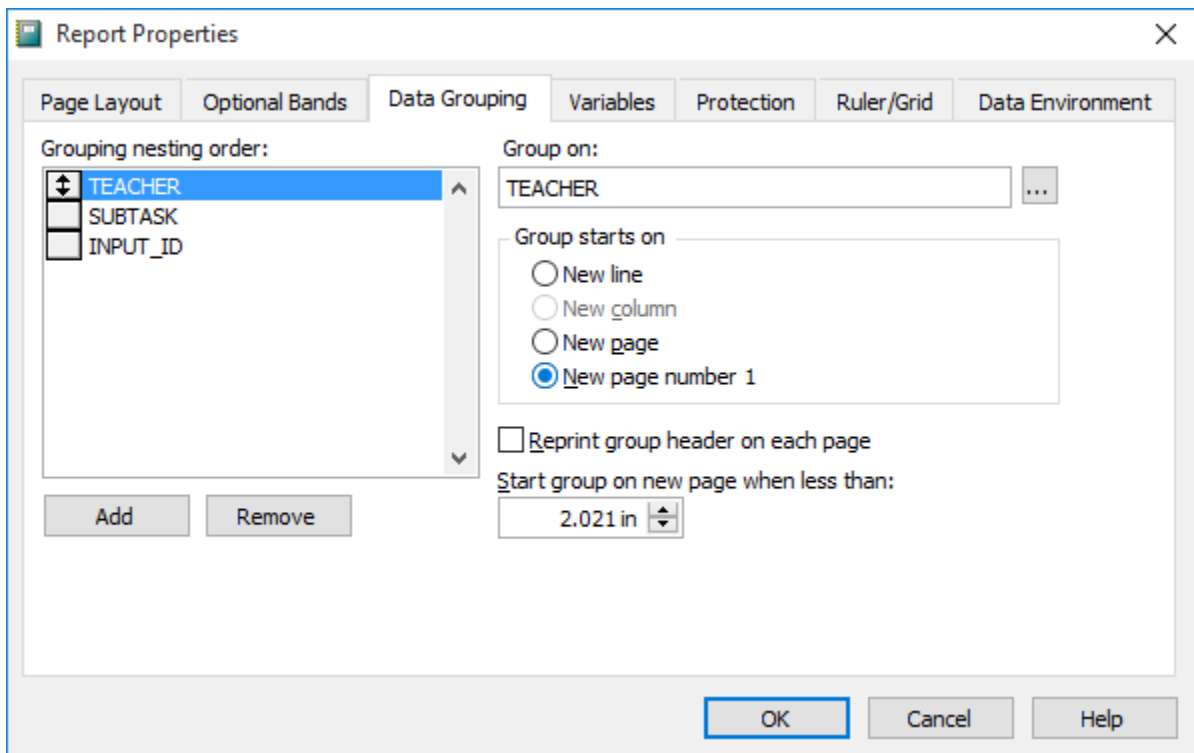 Report Properties
Page Layout Optional Bands Data Grouping Variables Protection Ruler/Grid Data Environment
Grouping nesting order:
TEACHER
SUBTASK
INPUT_ID
Add Remove
Group on:
TEACHER ...
Group starts on
New line
New column
New page
New page number 1
Reprint group header on each page
Start group on new page when less than:
2.021 in
OK Cancel Help